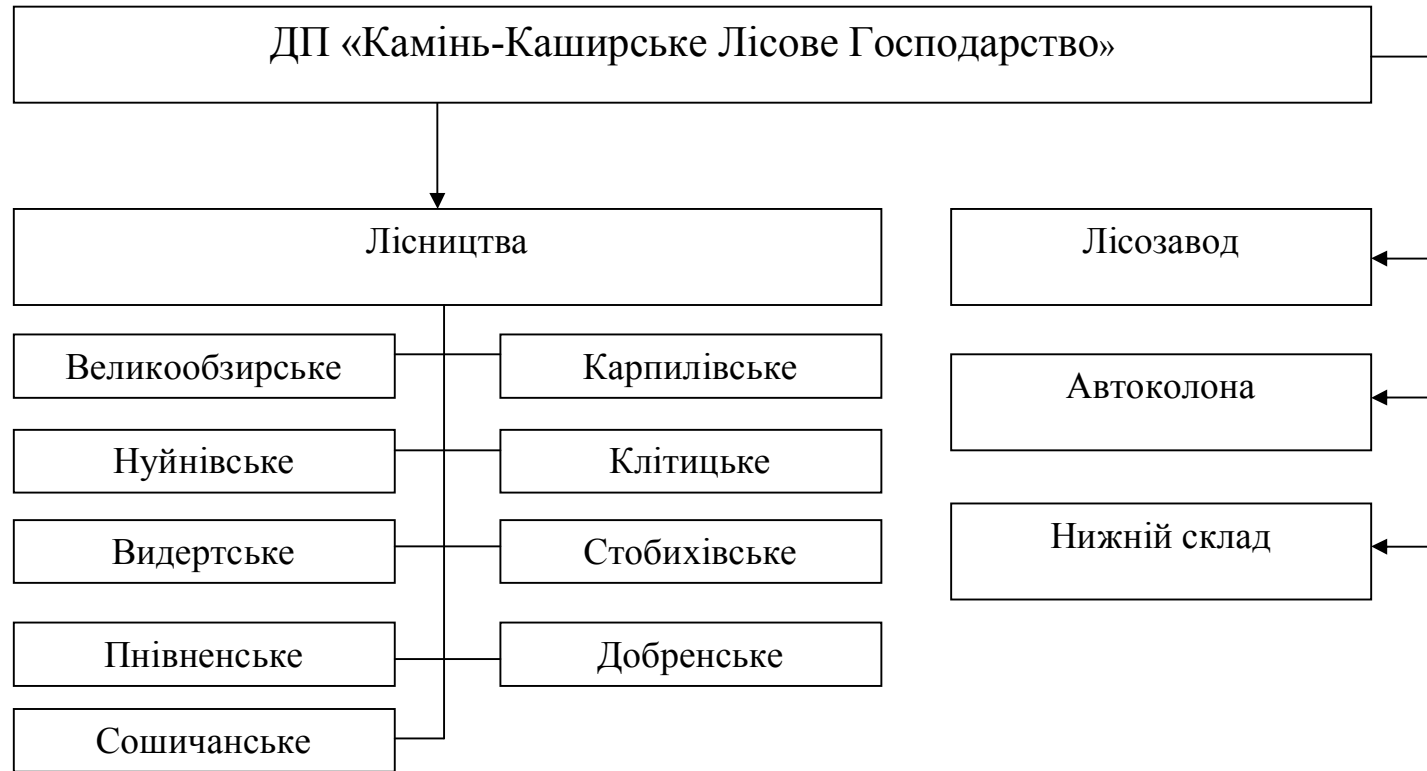 ДП «Камінь-Каширське Лісове Господарство»
Лісництва
Лісозавод
Великообзирське
Карпилівське
Автоколона
Нуйнівське
Клітицьке
Видертське
Стобихівське
Нижній склад
Пнівненське
Добренське
Сошичанське